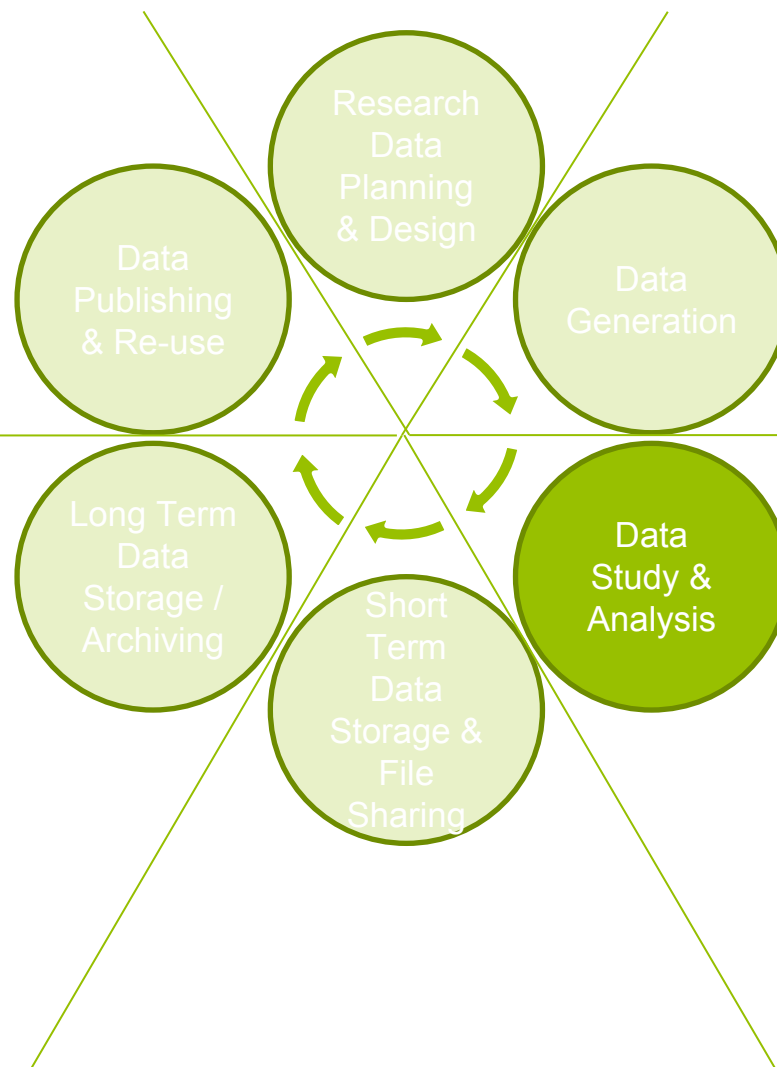 Research
Data
Planning
& Design
Data
Generation
Data
Study &
Analysis
Short
Term
Data
Storage &
File
Sharing
Long Term
Data
Storage /
Archiving
Data
Publishing
& Re-use